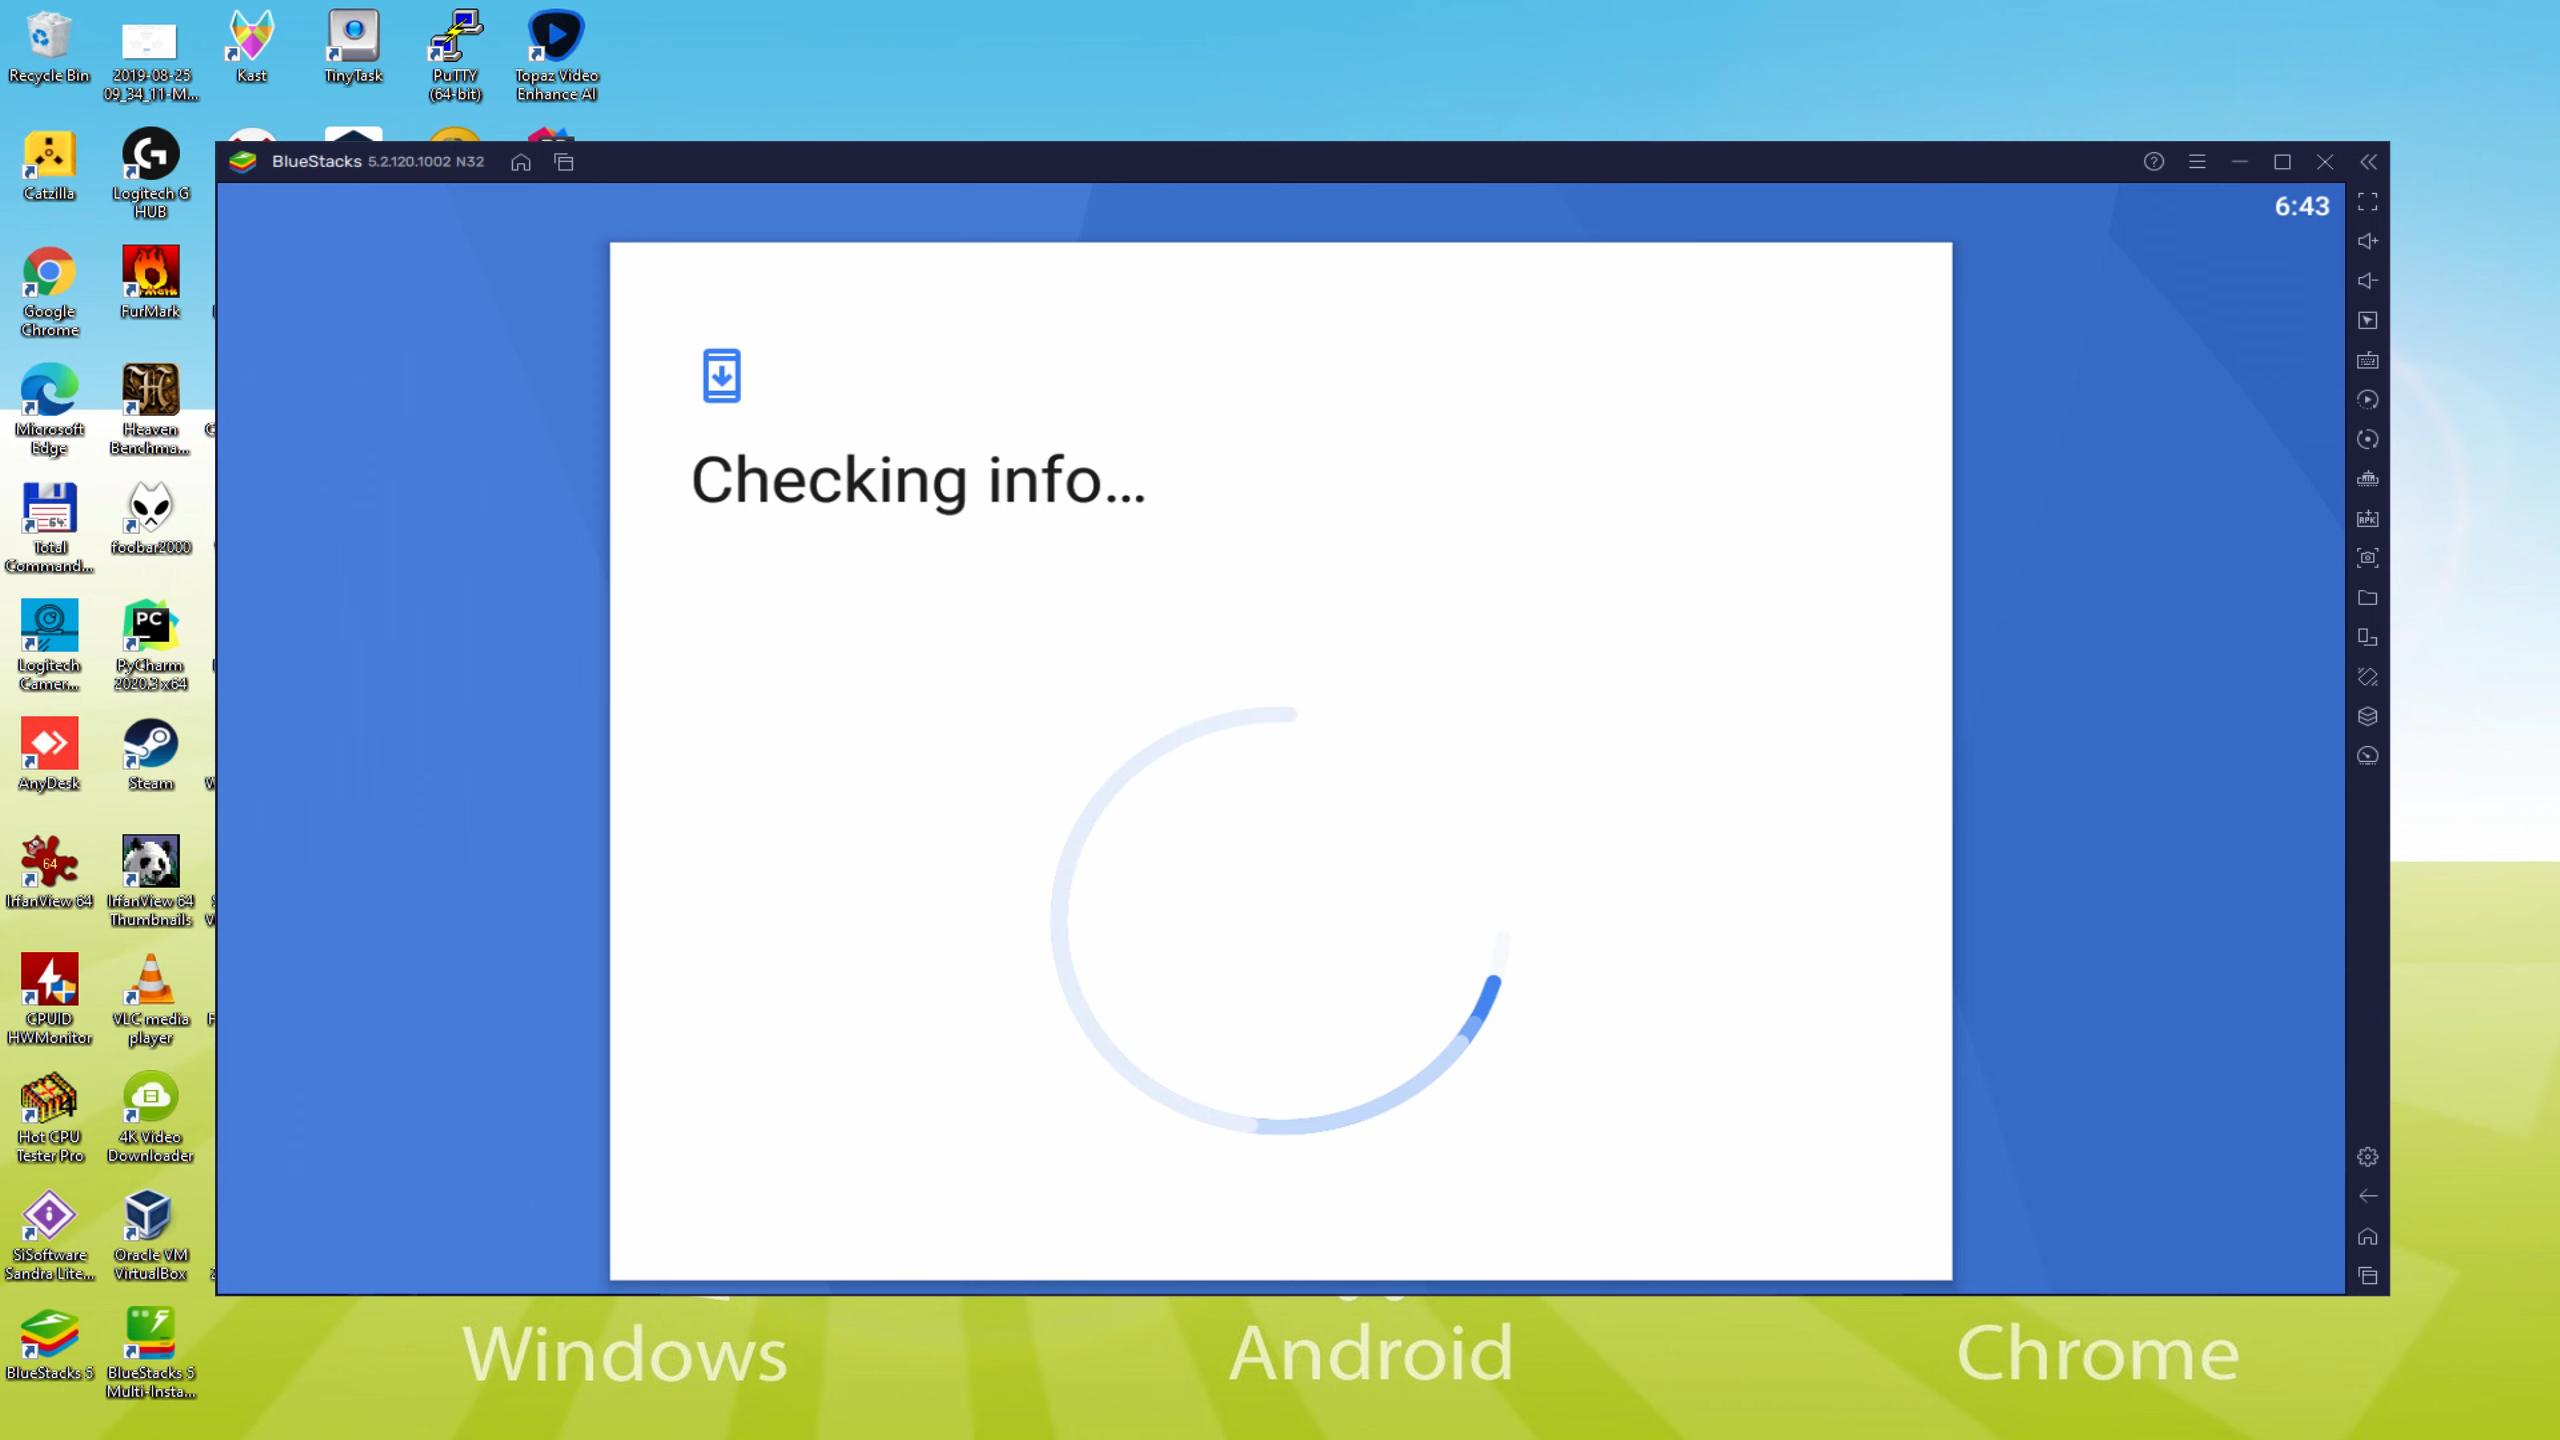 Recycle Bin
2019-08-25
09_34_11-M...
Kast
TinyTask
PuTTY
(64-bit)
Topaz Video
Enhance AI
Catzilla
Logitech G
HUB
BlueStacks 5.2.120.1002 N32
6:43
Google
Chrome
FurMark
Checking info...
Microsoft
Edge
Heaven
Benchma...
Total
Command...
foobar2000
64
APK
Logitech
Camer...
PC
PyCharm
2020.3 x64
AnyDesk
Steam
64
IrfanView 64
IrfanView 64
Thumbnails
CPUID
HWMonitor
VLC media
player
Hot CPU
Tester Pro
4K Video
Downloader
SiSoftware
Sandra Lite...
Oracle VM
VirtualBox
BlueStacks 5
BlueStacks 5
Multi-Insta...
Windows
Android
Chrome